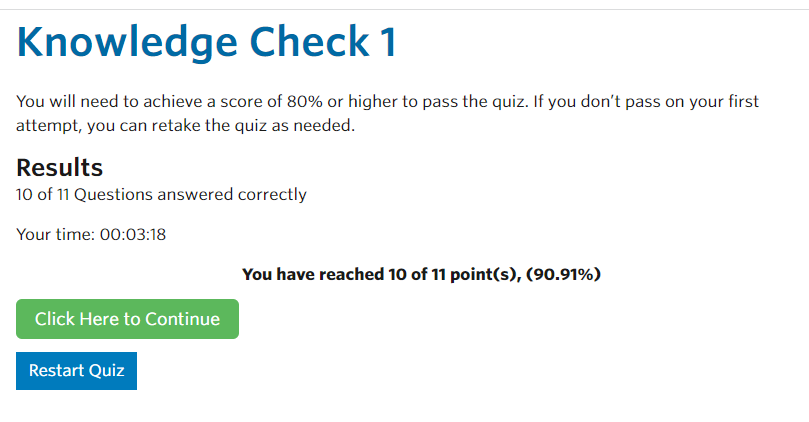 Knowledge Check 1
You will need to achieve a score of 80% or higher to pass the quiz. If you don’t pass on your first
attempt, you can retake the quiz as needed.
Results
10 of 11 Questions answered correctly
Your time: 00:03:18
You have reached 10 of 11 point(s), (90.91%)
Click Here to Continue
Restart Quiz